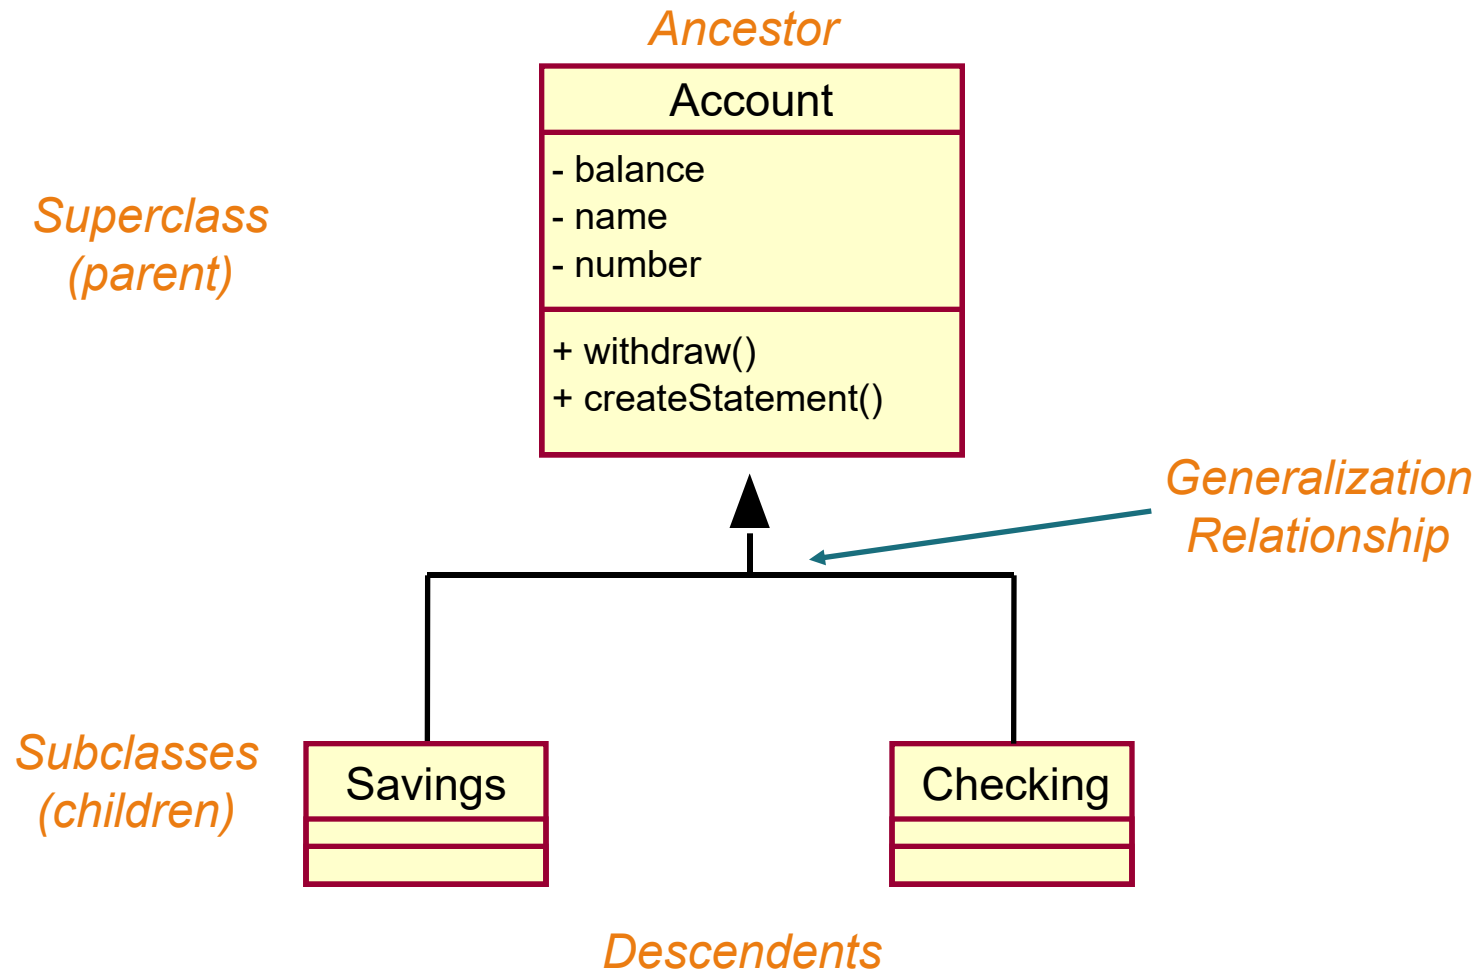 Ancestor
Account
- balance
- name
- number
+ withdraw()
+ createStatement()
Superclass
(parent)
Generalization
Relationship
Subclasses
(children)
Savings
Checking
Descendents